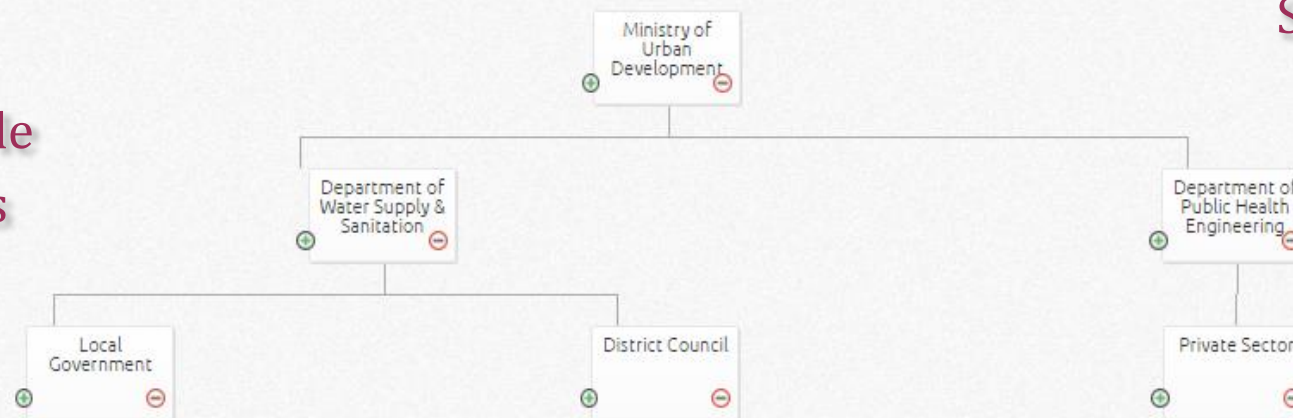 Ministry of
Urban
Development
Department of
Water Supply &
Sanitation
Department of
Public Health
Engineering
Local
Government
District Council
Private Sector